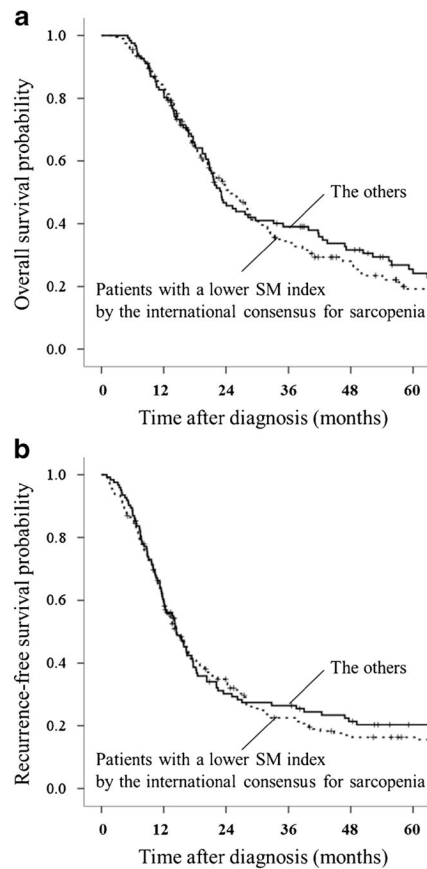 a
Overall survival probability
1.0
0.8
0.6
0.4
0.2
0.0
The others
Patients with a lower SM index
by the international consensus for sarcopenia
0 12 24 36 48 60
Time after diagnosis (months)
b
Recurrence-free survival probability
1.0
0.8
0.6
0.4
0.2
0.0
The others
Patients with a lower SM index
by the international consensus for sarcopenia
0 12 24 36 48 60
Time after diagnosis (months)